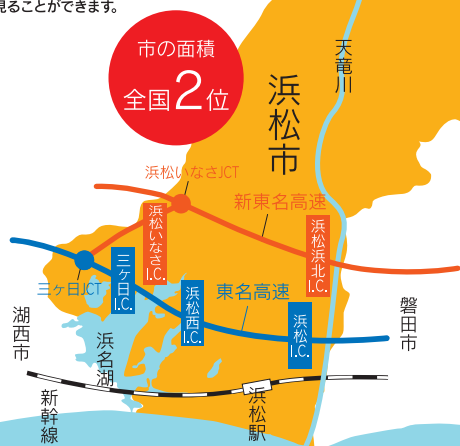 見ることができます。
市の面積
全国2位
天竜川
浜松市
浜松いなさJCT
新東名高速
浜松いなさI.C.
浜松浜北I.C.
三ヶ日JCT
三ヶ日I.C.
浜松西I.C.
東名高速
浜松I.C.
磐田市
湖西市
浜名湖
新幹線
浜松駅